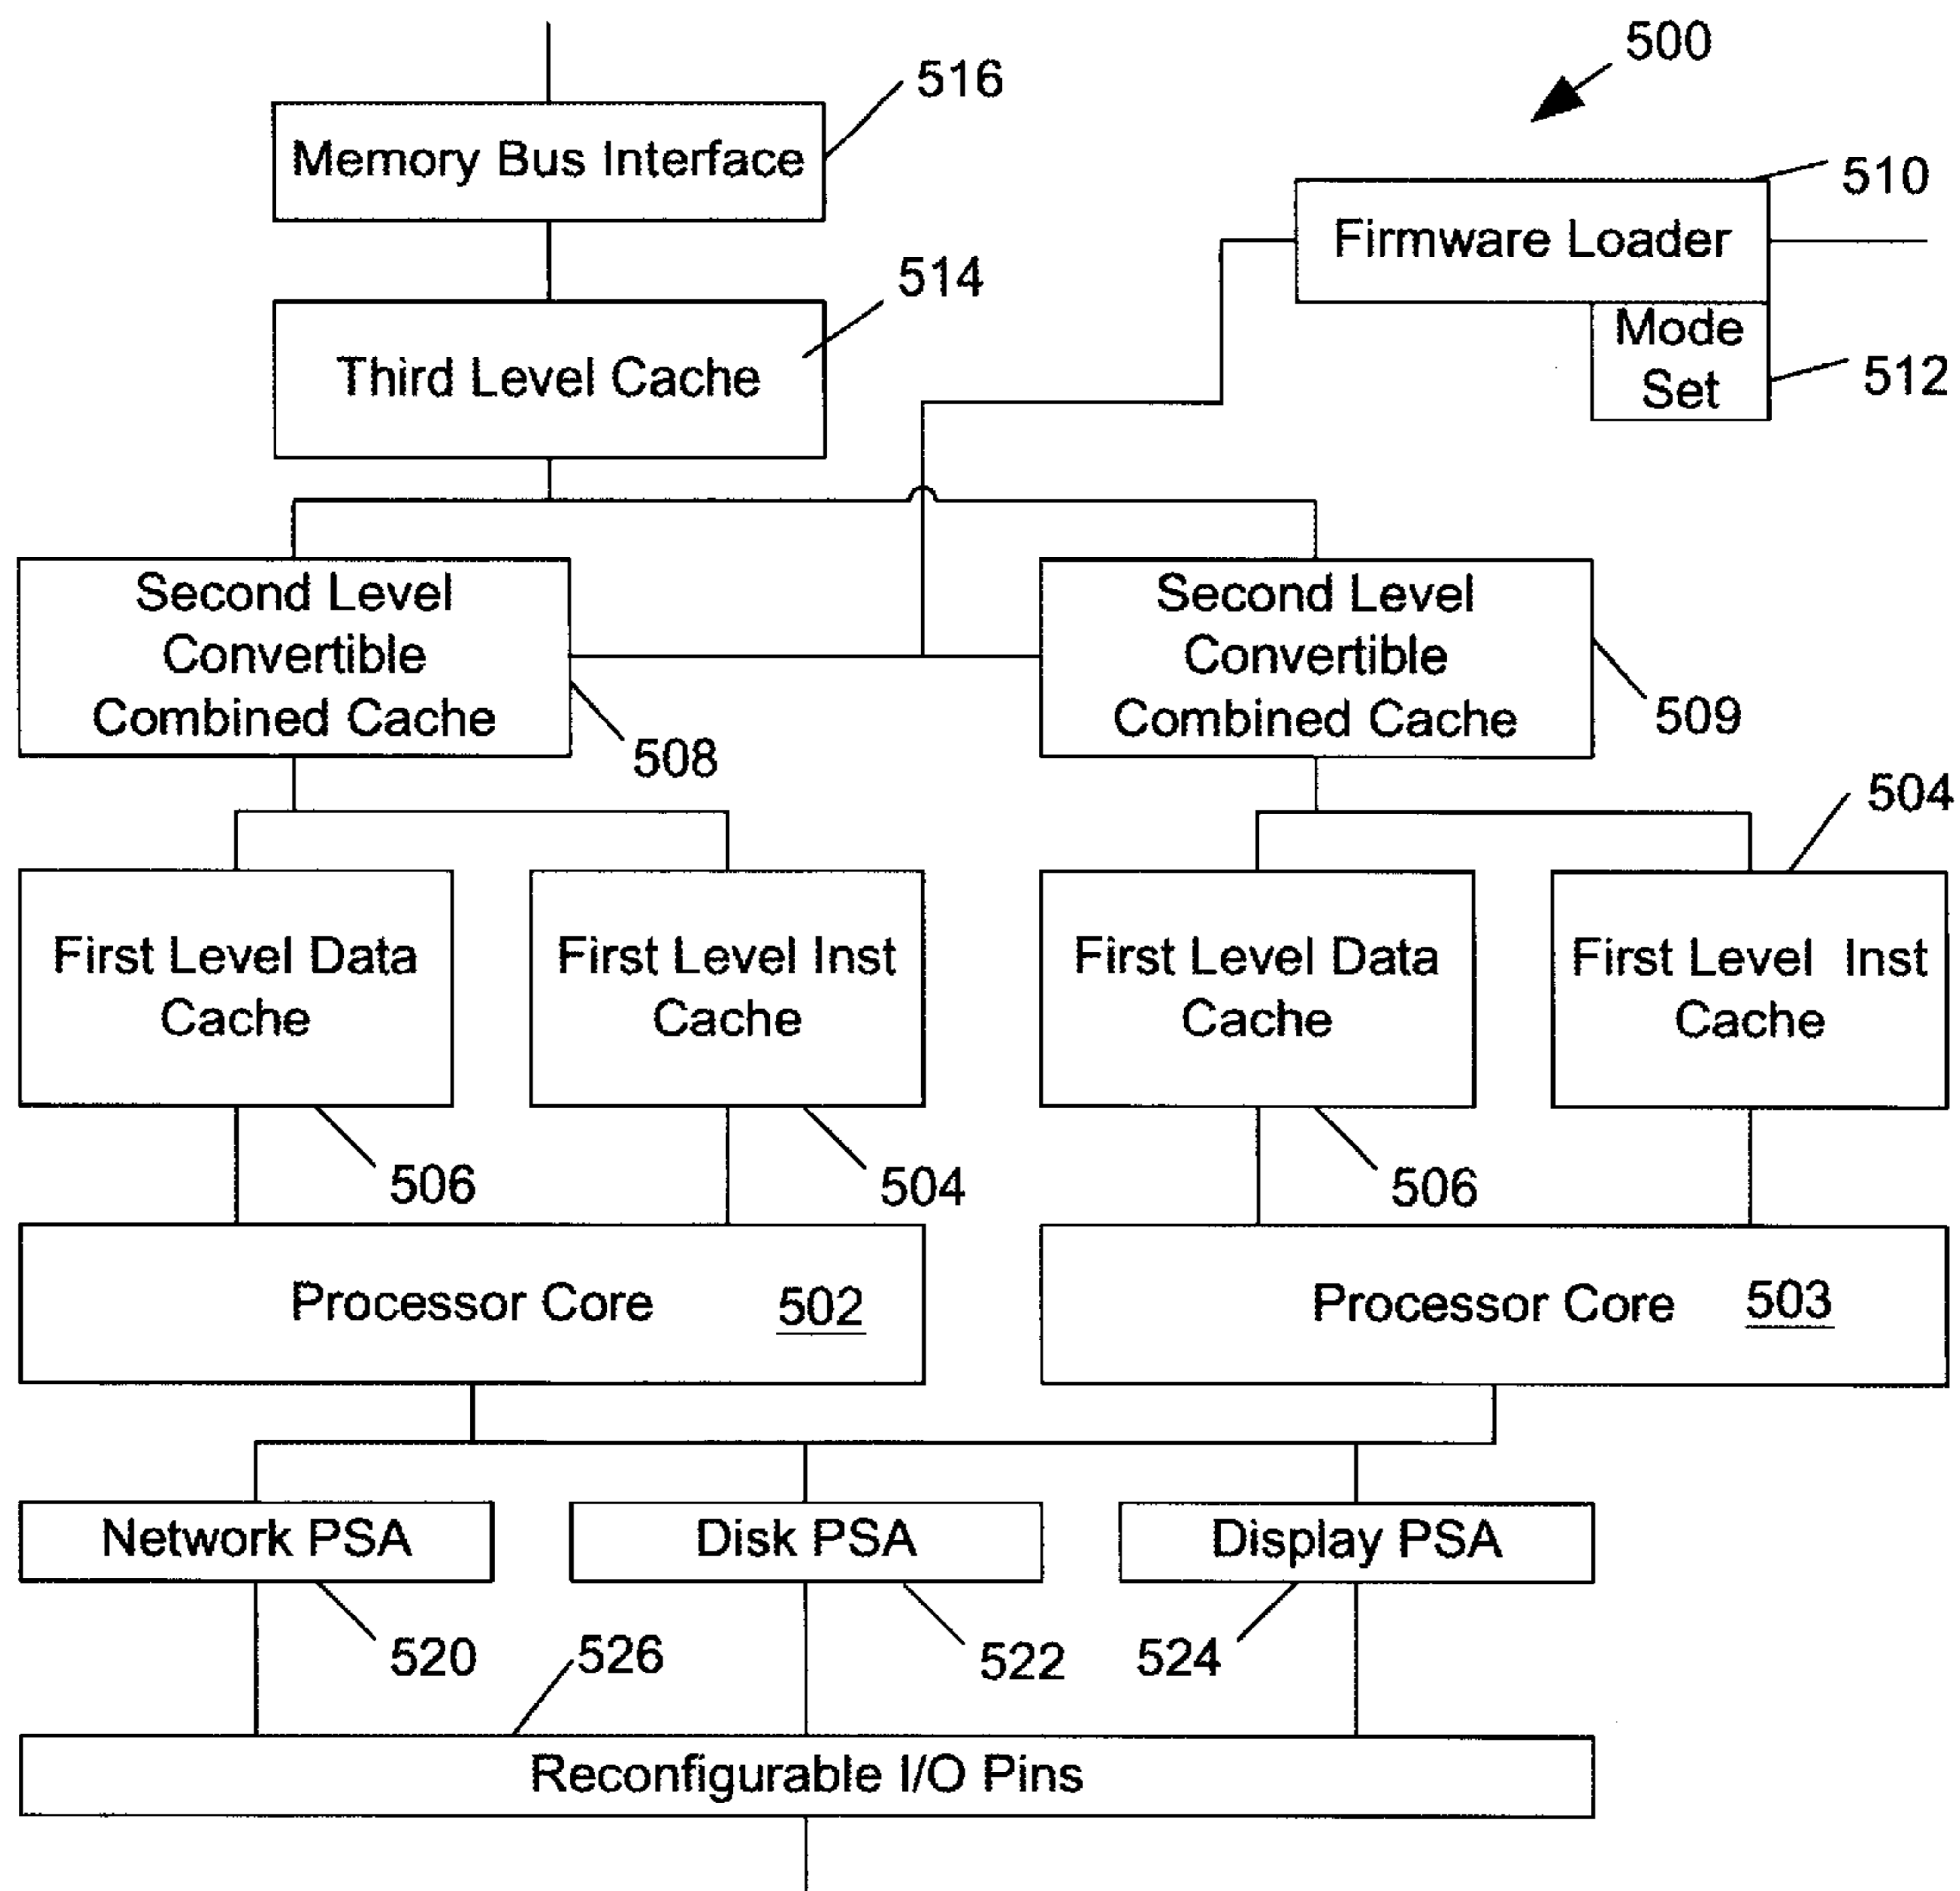 500
516
Memory Bus Interface
510
Firmware Loader
514
Mode
Set
512
Third Level Cache
Second Level
Convertible
Combined Cache
508
Second Level
Convertible
Combined Cache
509
504
First Level Data
Cache
First Level Inst
Cache
First Level Data
Cache
First Level Inst
Cache
506
504
506
Processor Core 502
Processor Core 503
Network PSA
Disk PSA
Display PSA
520
526
522
524
Reconfigurable I/O Pins